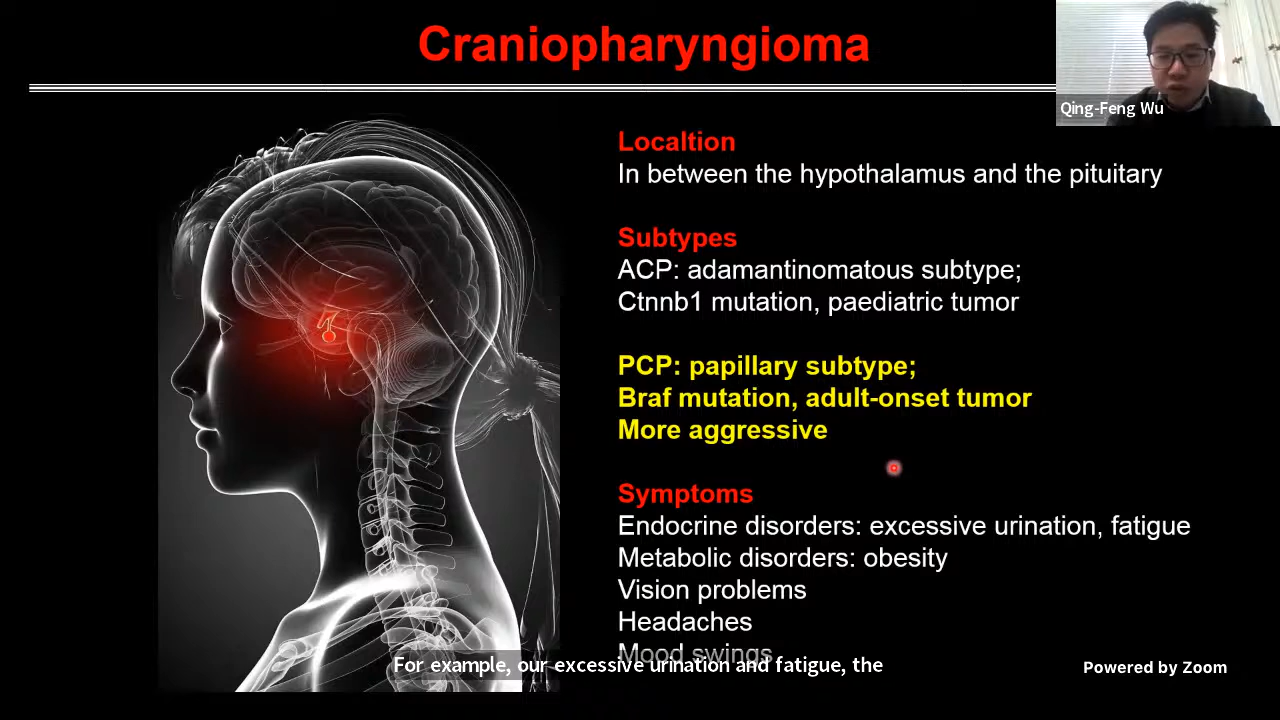 Craniopharyngioma
Qing-Feng Wu
Localtion
In between the hypothalamus and the pituitary
Subtypes
ACP: adamantinomatous subtype;
Ctnnb1 mutation, paediatric tumor
PCP: papillary subtype;
Braf mutation, adult-onset tumor
More aggressive
Symptoms
Endocrine disorders: excessive urination, fatigue
Metabolic disorders: obesity
Vision problems
Headaches
Mood swings
For example, our excessive urination and fatigue, the
Powered by Zoom